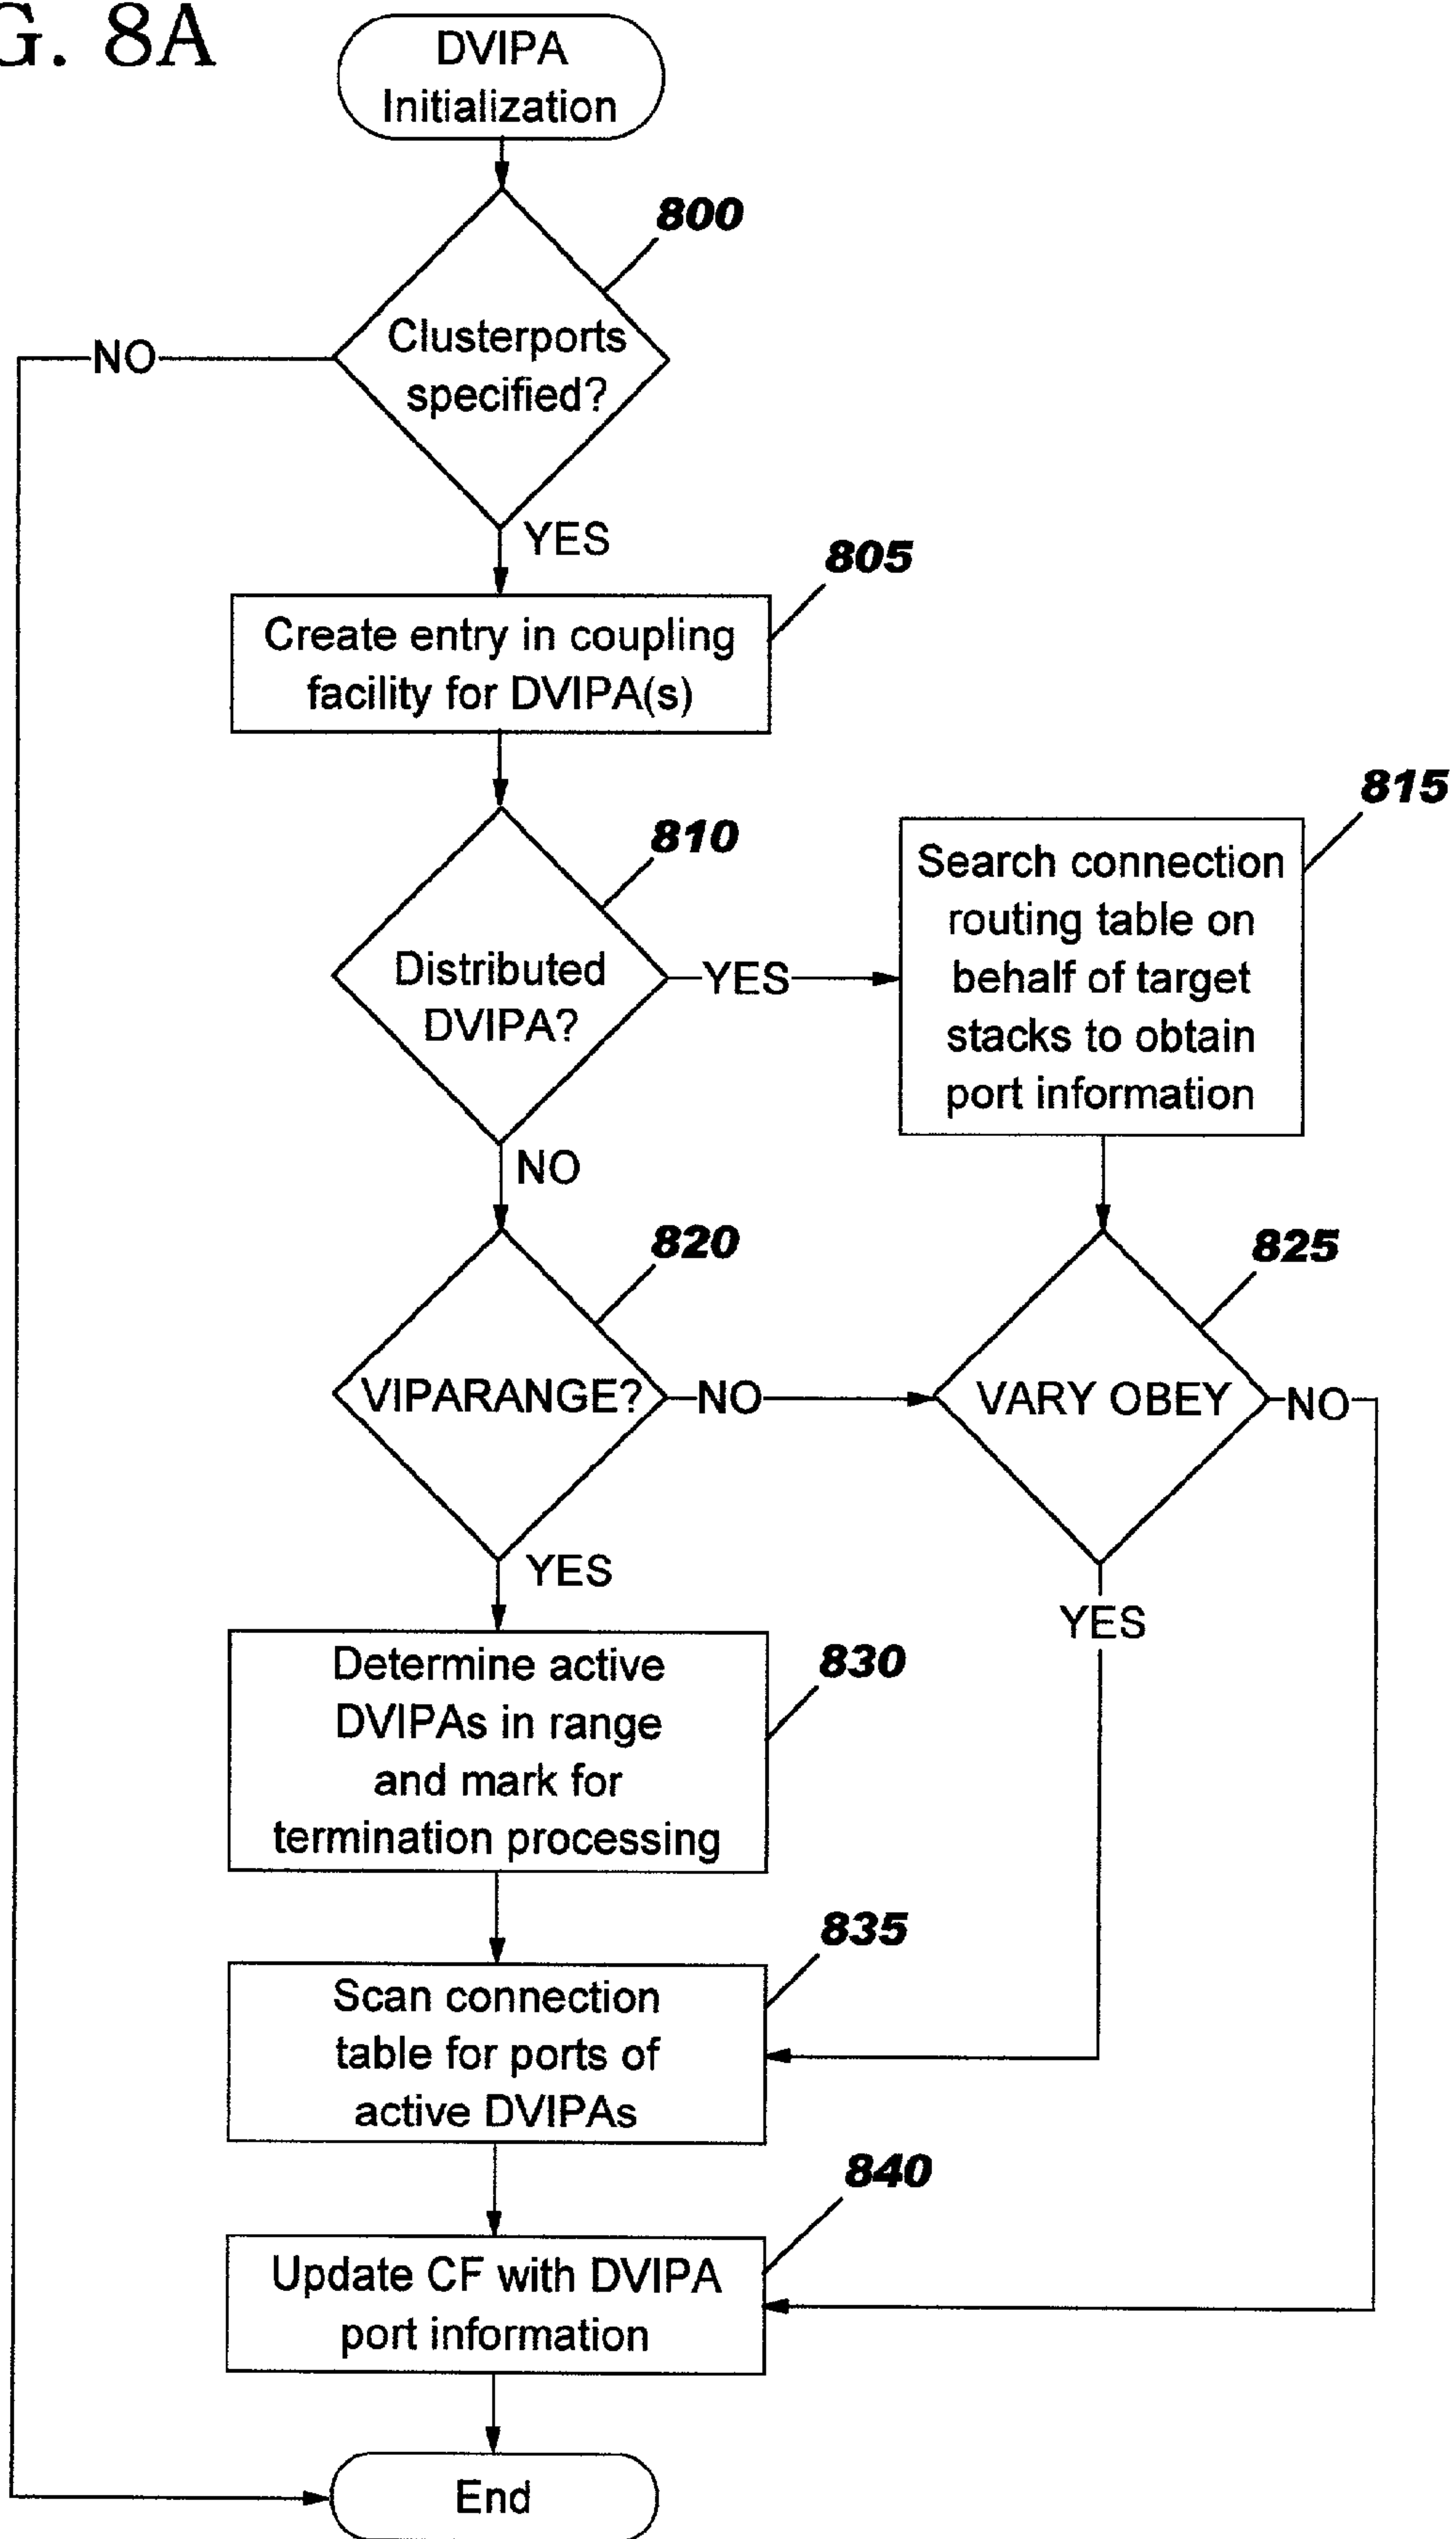 G. 8A
DVIPA
Initialization
800
Clusterports
specified?
NO
YES
805
Create entry in coupling
facility for DVIPA(s)
810
Distributed
DVIPA?
YES
NO
815
Search connection
routing table on
behalf of target
stacks to obtain
port information
820
VIPARANGE?
NO
YES
825
VARY OBEY
NO
YES
830
Determine active
DVIPAs in range
and mark for
termination processing
835
Scan connection
table for ports of
active DVIPAs
840
Update CF with DVIPA
port information
End